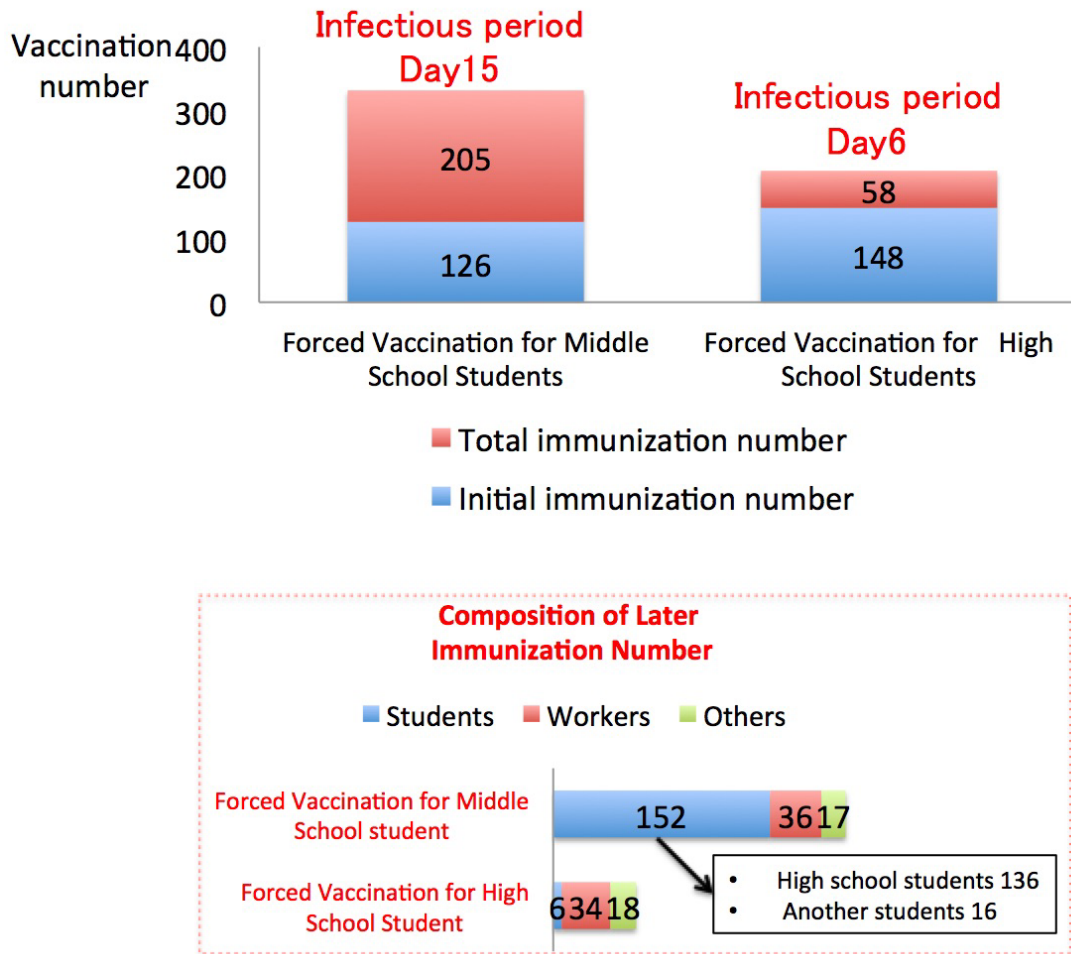 Infectious period
Day15
Vaccination
number
400
300
200
100
0
Infectious period
Day6
205
126
58
148
Forced Vaccination for Middle
School Students
Forced Vaccination for High
School Students
Total immunization number
Initial immunization number
Composition of Later
Immunization Number
Students Workers Others
Forced Vaccination for Middle
School student
152 36 17
Forced Vaccination for High
School Student
6 34 18
• High school students 136
• Another students 16